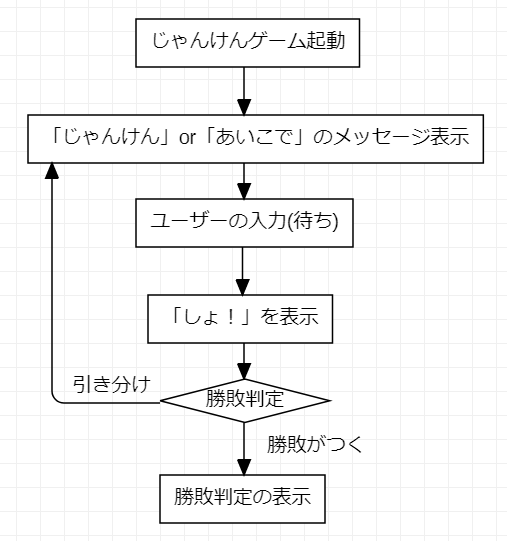 じゃんけんゲーム起動
「じゃんけん」or「あいこで」のメッセージ表示
ユーザーの入力(待ち)
「しょ！」を表示
引き分け
勝敗判定
勝敗がつく
勝敗判定の表示